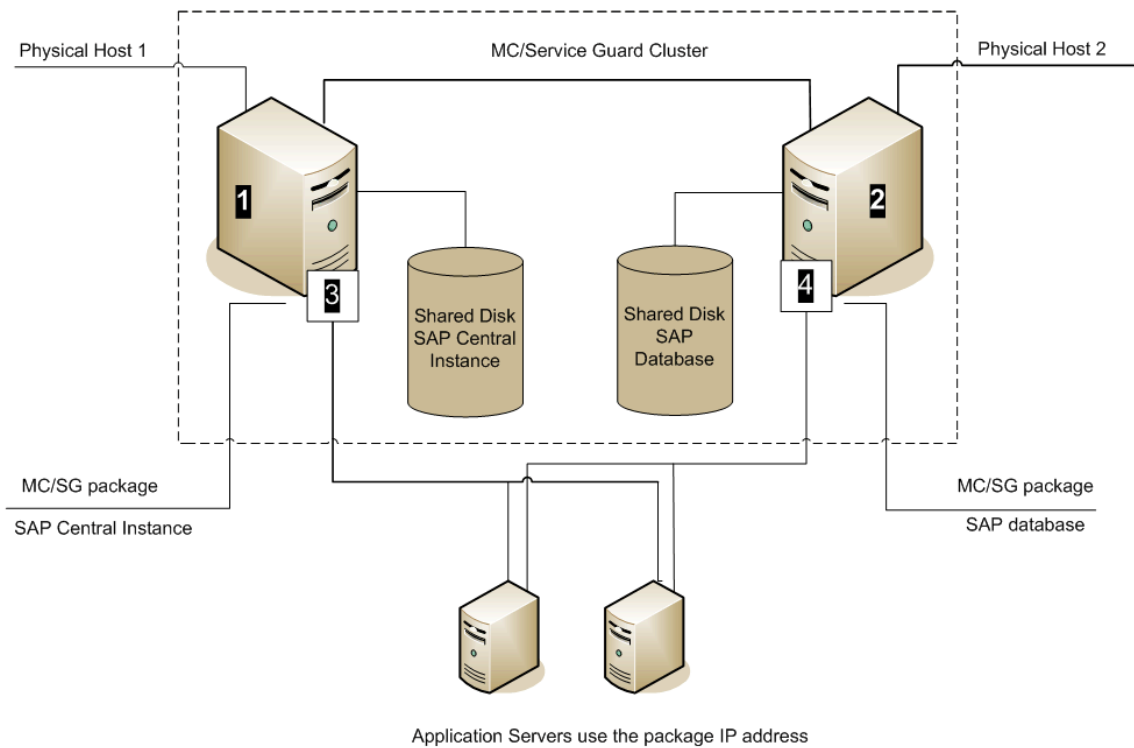 Physical Host 1
MC/Service Guard Cluster
Physical Host 2
1
2
3
4
Shared Disk
SAP Central
Instance
Shared Disk
SAP
Database
MC/SG package
SAP Central Instance
MC/SG package
SAP database
Application Servers use the package IP address